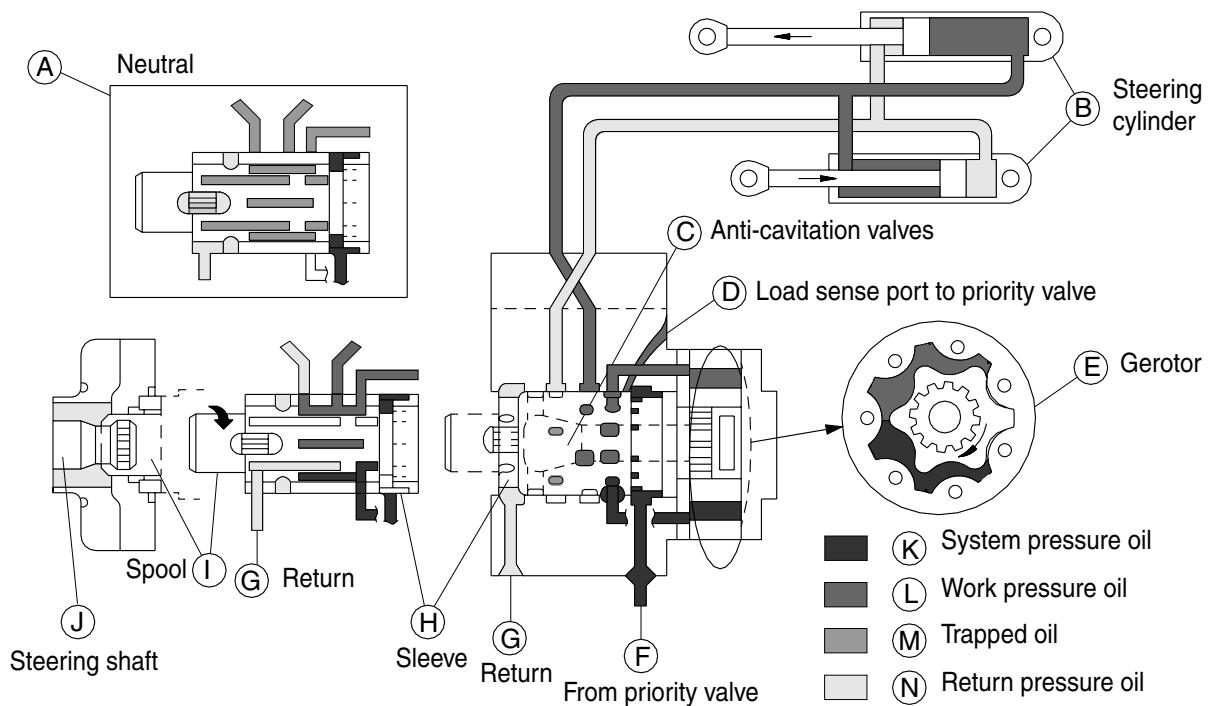 A Neutral
B Steering
cylinder
C Anti-cavitation valves
D Load sense port to priority valve
E Gerotor
Spool I
G Return
J
Steering shaft
H
Sleeve
G
Return
F
From priority valve
K System pressure oil
L Work pressure oil
M Trapped oil
N Return pressure oil